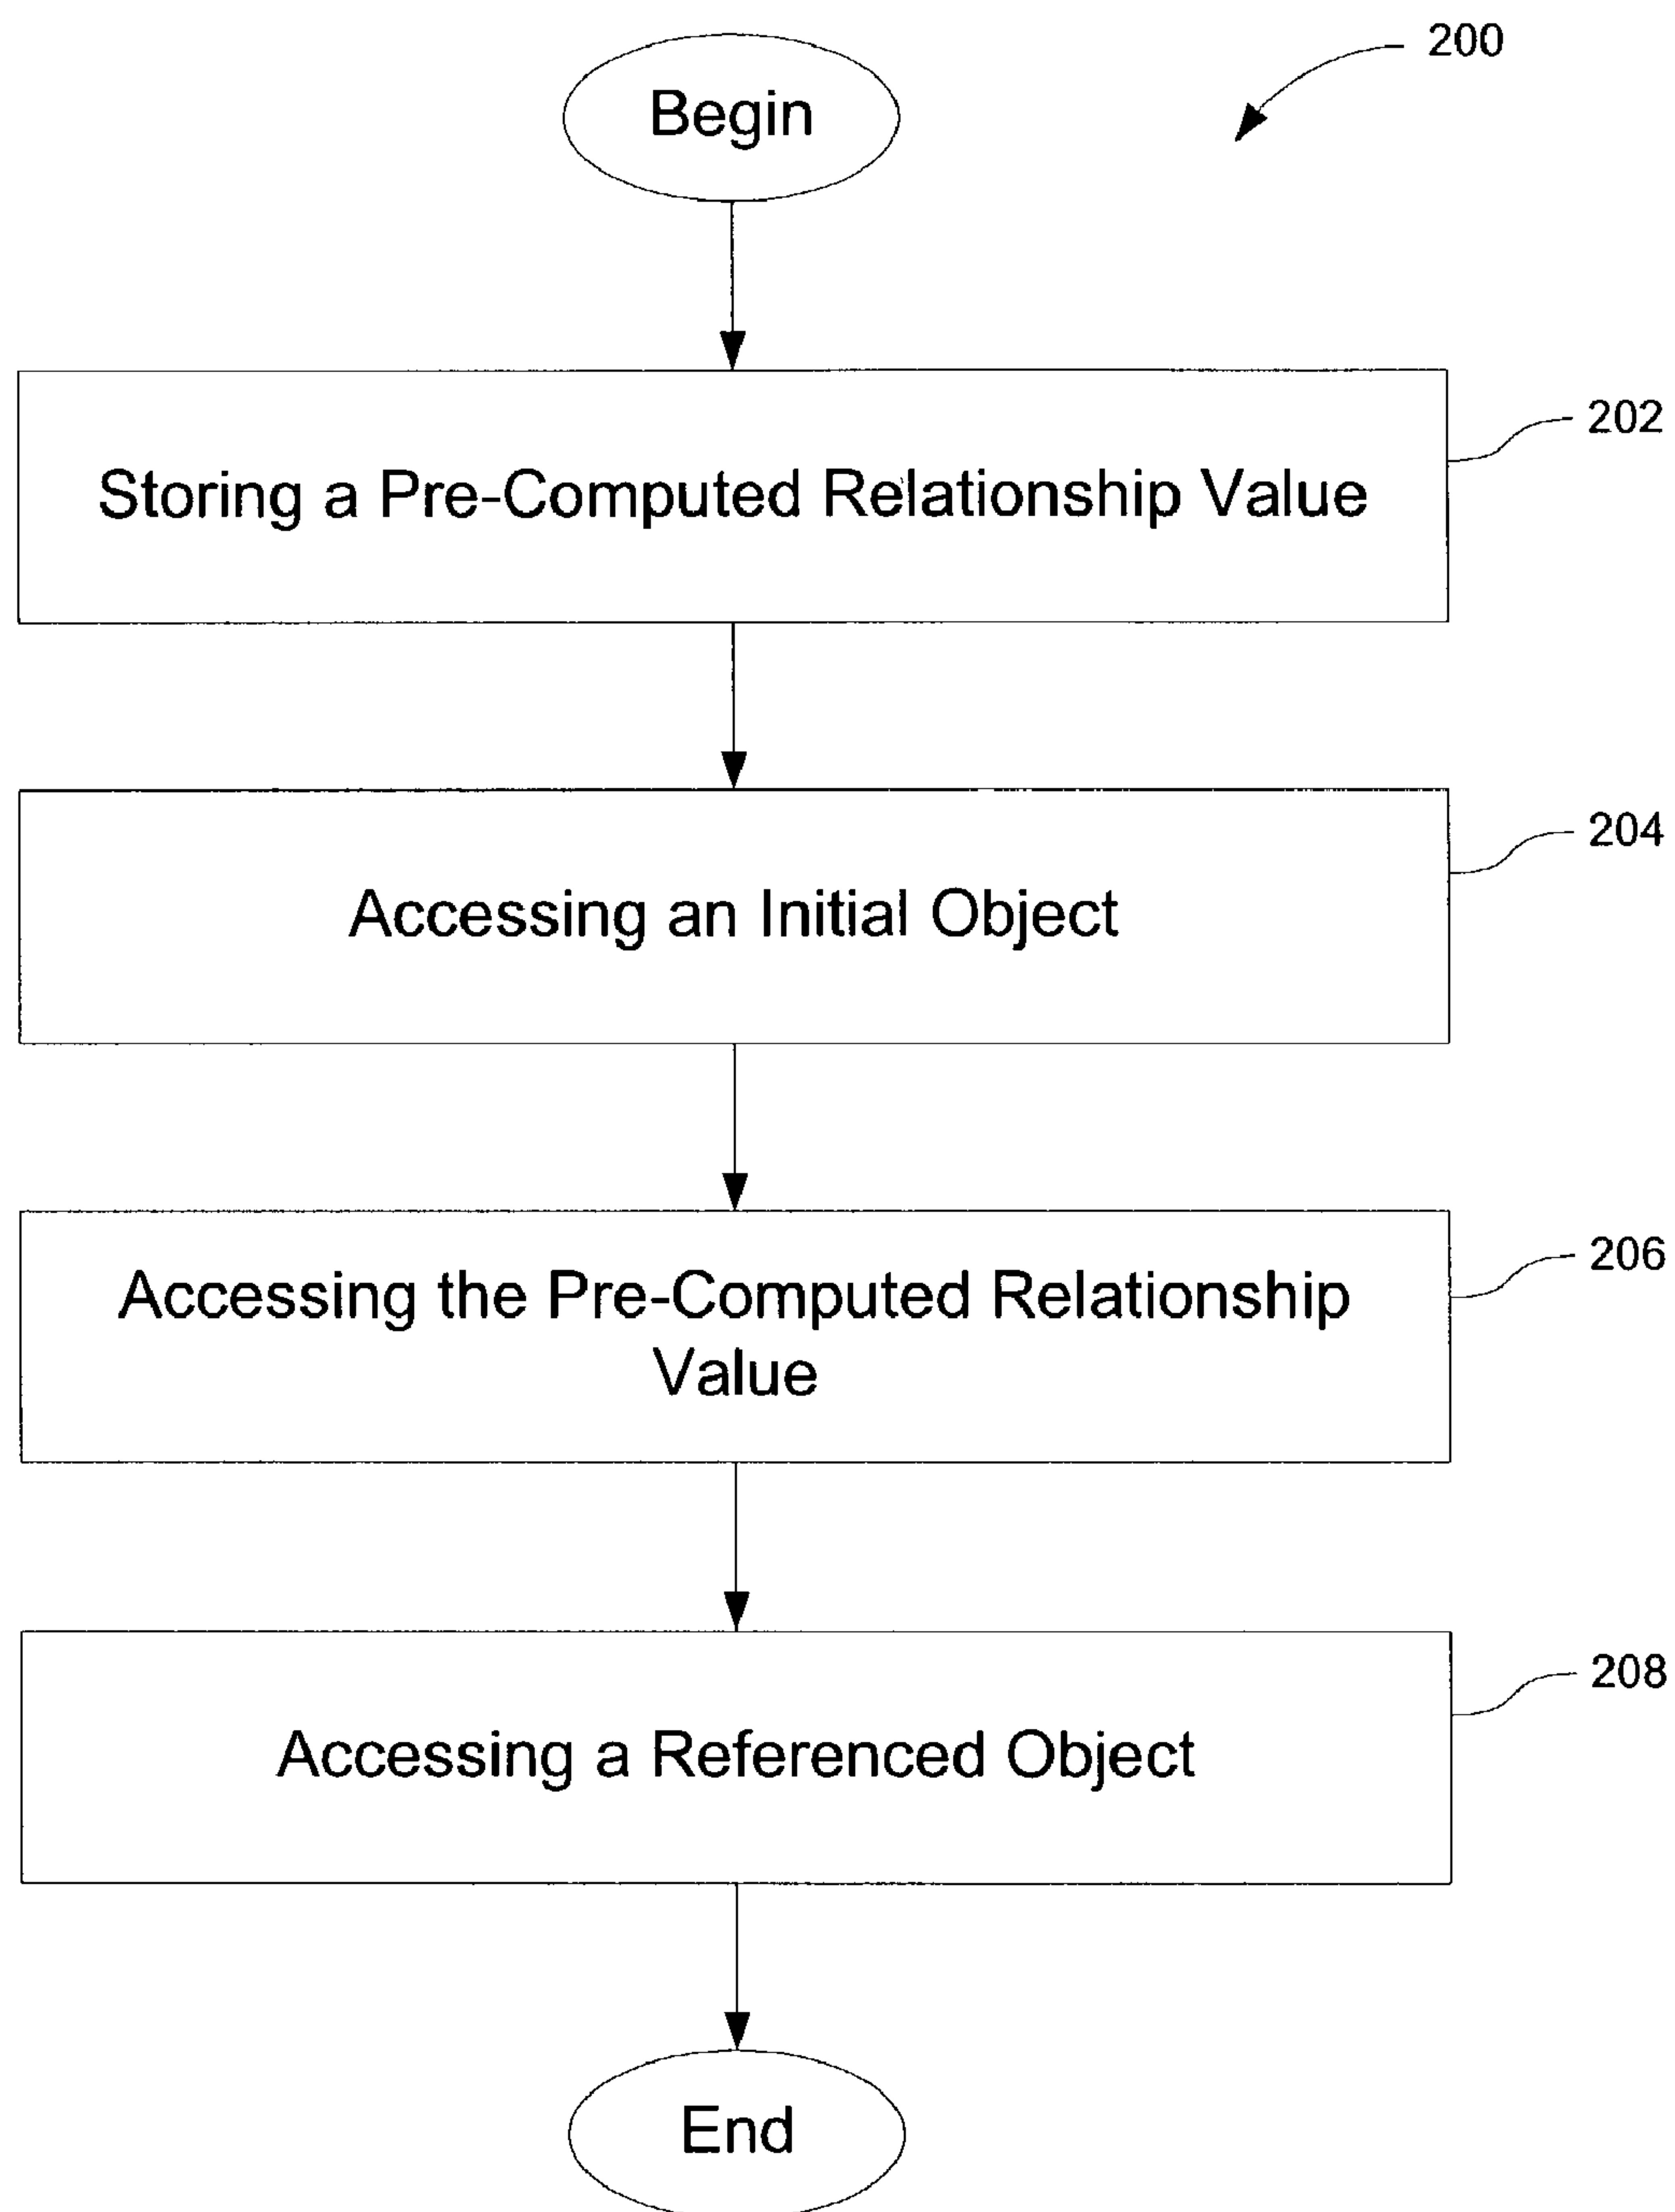 200
Begin
202
Storing a Pre-Computed Relationship Value
204
Accessing an Initial Object
206
Accessing the Pre-Computed Relationship
Value
208
Accessing a Referenced Object
End